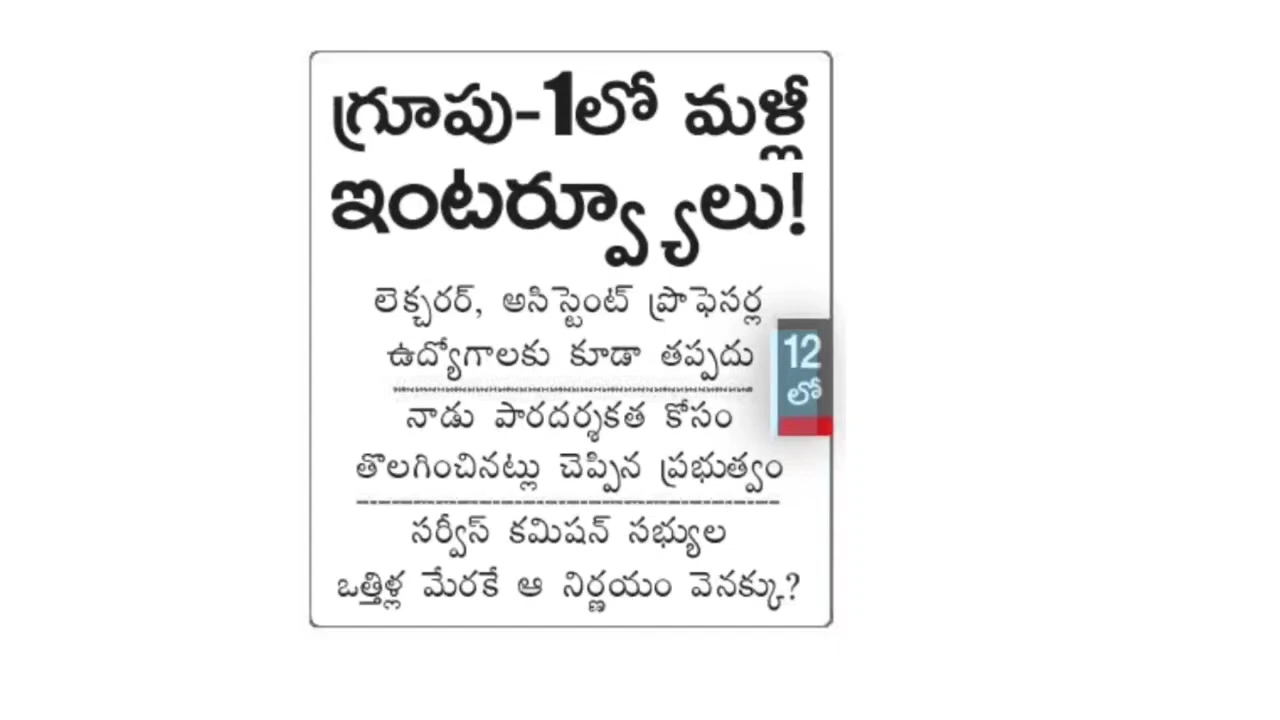 గ్రూపు-1లో మళ్లీ
ఇంటర్వ్యూలు!
లెక్చరర్, అసిస్టెంట్ ప్రొఫెసర్ల
ఉద్యోగాలకు కూడా తప్పదు
నాడు పారదర్శకత కోసం
తొలగించినట్లు చెప్పిన ప్రభుత్వం
సర్వీస్ కమిషన్ సభ్యుల
ఒత్తిళ్ల మేరకే ఆ నిర్ణయం వెనక్కు?
12
లో